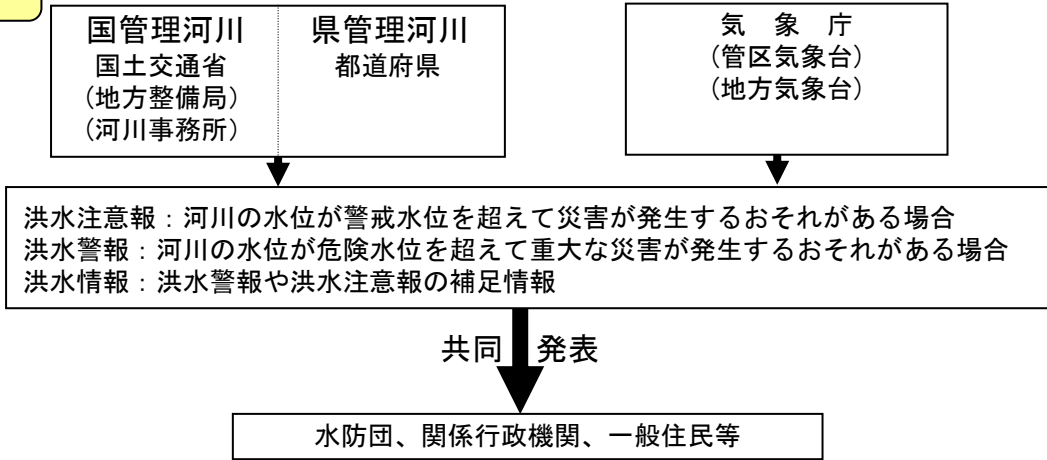 国管理河川
国土交通省
（地方整備局）
（河川事務所）
県管理河川
都道府県
気　象　庁
（管区気象台）
（地方気象台）
洪水注意報：河川の水位が警戒水位を超えて災害が発生するおそれがある場合
洪水警報：河川の水位が危険水位を超えて重大な災害が発生するおそれがある場合
洪水情報：洪水警報や洪水注意報の補足情報
共同　発表
水防団、関係行政機関、一般住民等